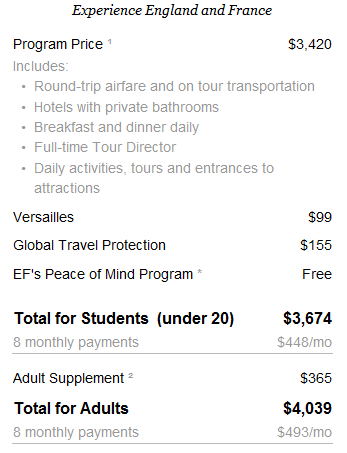 Experience England and France
Program Price ¹ $3,420
Includes:
• Round-trip airfare and on tour transportation
• Hotels with private bathrooms
• Breakfast and dinner daily
• Full-time Tour Director
• Daily activities, tours and entrances to
attractions
Versailles $99
Global Travel Protection $155
EF's Peace of Mind Program * Free
Total for Students (under 20) $3,674
8 monthly payments $448/mo
Adult Supplement ² $365
Total for Adults $4,039
8 monthly payments $493/mo